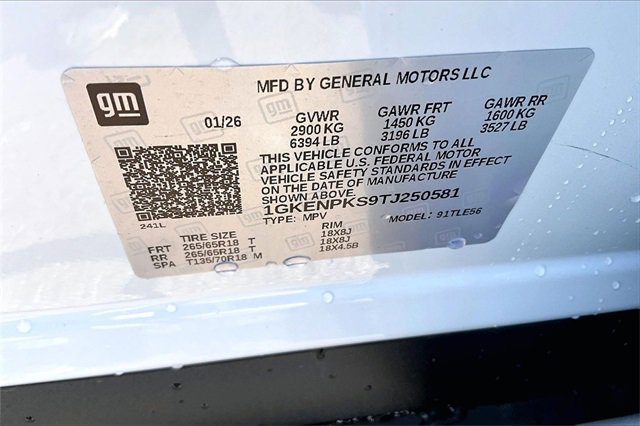 gm
MFD BY GENERAL MOTORS LLC
01/26
GVWR GAWR FRT GAWR RR
2900 KG 1450 KG 1600 KG
6394 LB 3196 LB 3527 LB
THIS VEHICLE CONFORMS TO ALL
APPLICABLE U.S. FEDERAL MOTOR
VEHICLE SAFETY STANDARDS IN EFFECT
ON THE DATE OF MANUFACTURE
SHOWN ABOVE.
1GKENPKS9TJ250581
TYPE: MPV MODEL: 91TLE56
241L
TIRE SIZE RIM
FRT 265/65R18 T 18X8J
RR 265/65R18 T 18X8J
SPA T135/70R18 M 18X4.5B